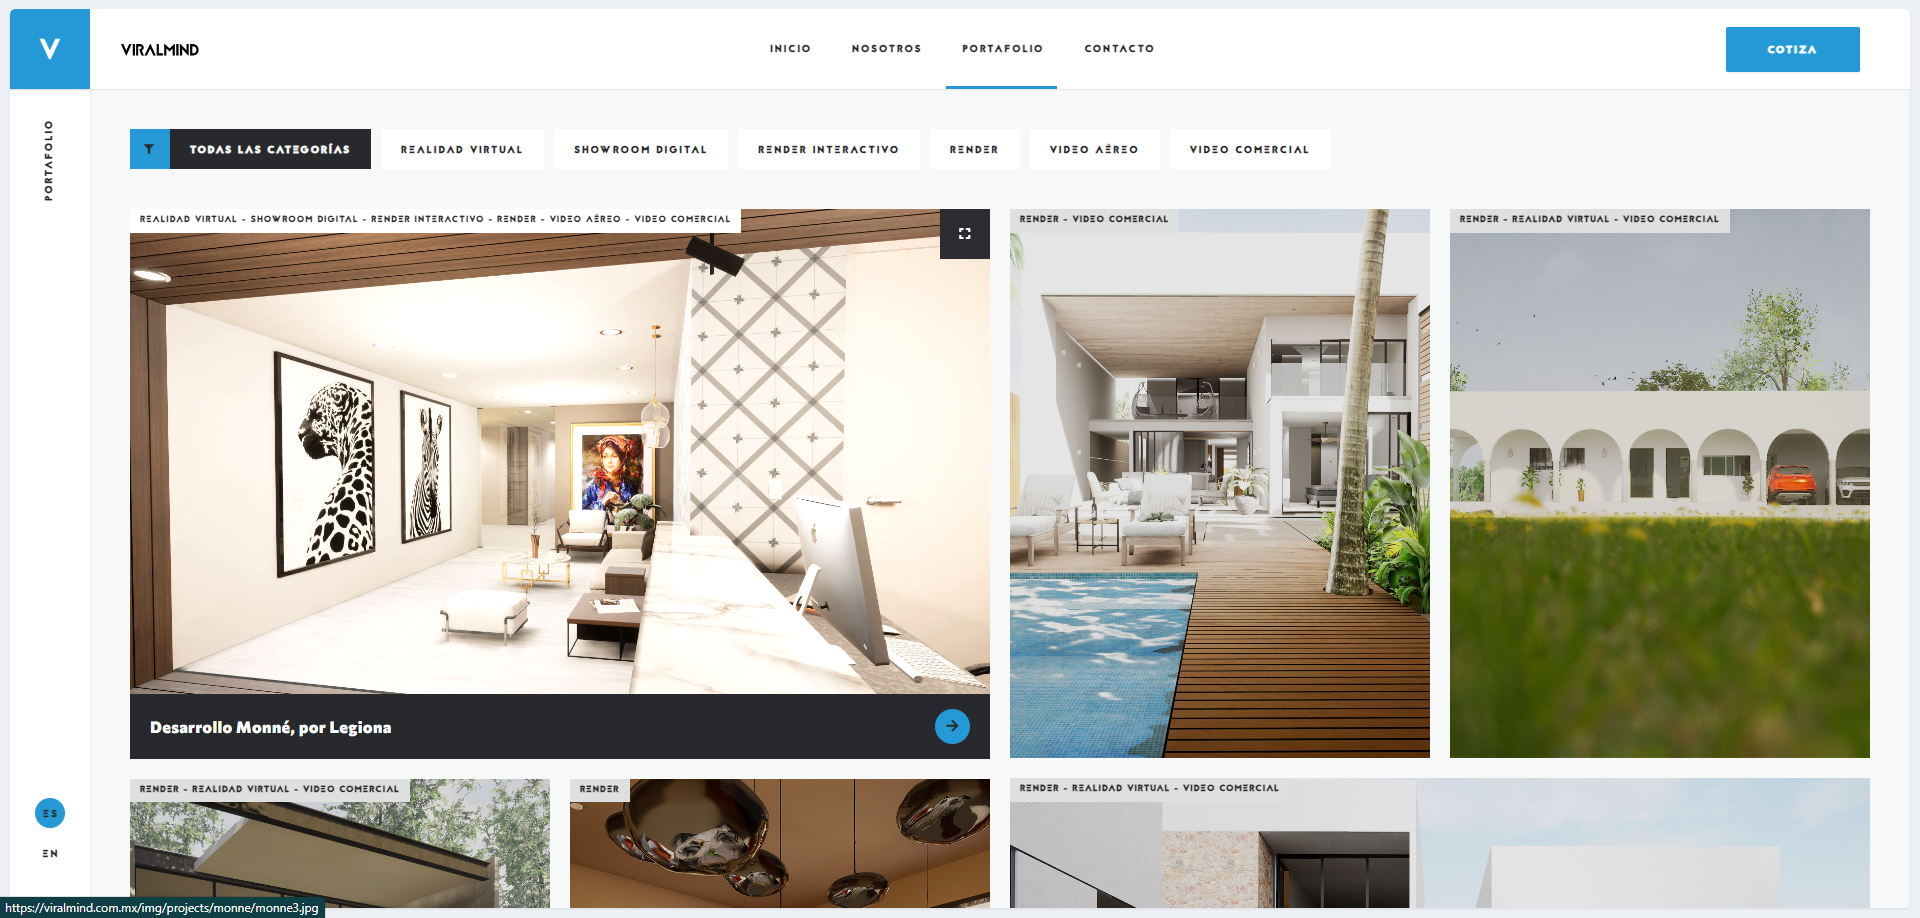 V
VIRALMIND
INICIO
NOSOTROS
PORTAFOLIO
CONTACTO
COTIZA
PORTAFOLIO
TODAS LAS CATEGORÍAS
REALIDAD VIRTUAL
SHOWROOM DIGITAL
RENDER INTERACTIVO
RENDER
VIDEO AÉREO
VIDEO COMERCIAL
REALIDAD VIRTUAL - SHOWROOM DIGITAL - RENDER INTERACTIVO - RENDER - VIDEO AÉREO - VIDEO COMERCIAL
RENDER - VIDEO COMERCIAL
RENDER - REALIDAD VIRTUAL - VIDEO COMERCIAL
Desarrollo Monné, por Legiona
RENDER - REALIDAD VIRTUAL - VIDEO COMERCIAL
RENDER
RENDER - REALIDAD VIRTUAL - VIDEO COMERCIAL
ES
EN
https://viralmind.com.mx/img/projects/monne/monne3.jpg